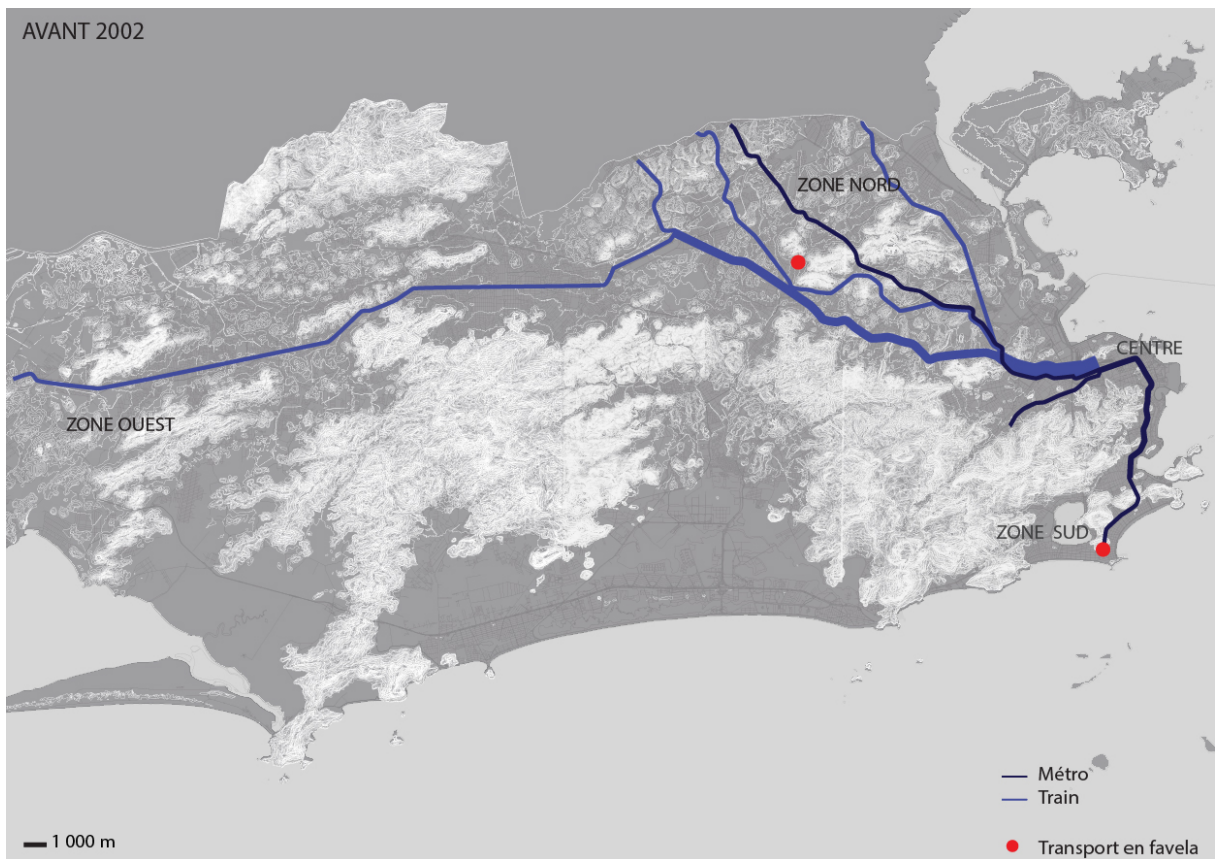 AVANT 2002
ZONE NORD
CENTRE
ZONE OUEST
ZONE SUD
Métro
Train
1 000 m
Transport en favela